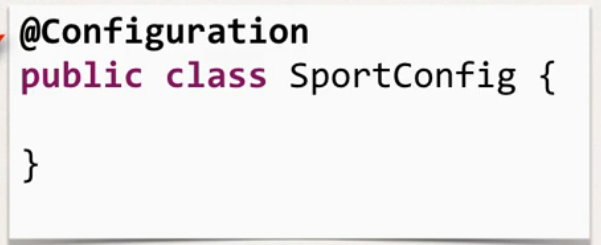 @Configuration
public class SportConfig {
}